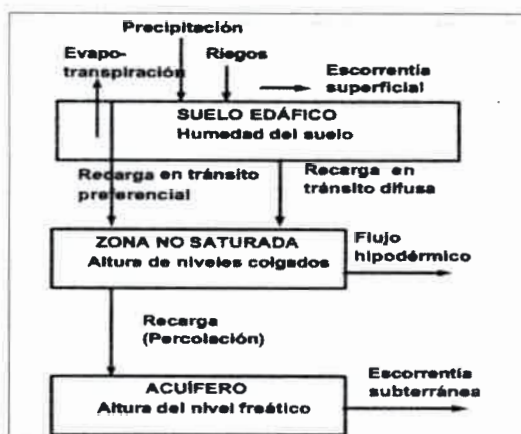 Precipitación
Evapo-
transpiración
Riegos
Escorrentía
superficial
SUELO EDÁFICO
Humedad del suelo
Recarga en tránsito
preferencial
Recarga en
tránsito difusa
ZONA NO SATURADA
Altura de niveles colgados
Flujo
hipodérmico
Recarga
(Percolación)
ACUÍFERO
Altura del nivel freático
Escorrentía
subterránea